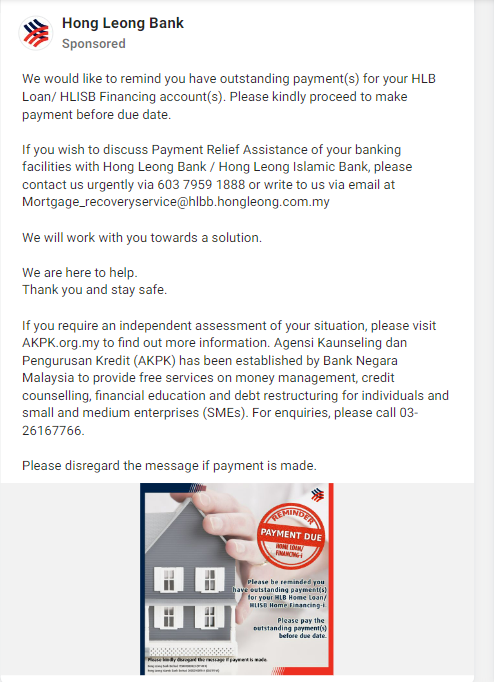 Hong Leong Bank
Sponsored
We would like to remind you have outstanding payment(s) for your HLB
Loan/ HLISB Financing account(s). Please kindly proceed to make
payment before due date.
If you wish to discuss Payment Relief Assistance of your banking
facilities with Hong Leong Bank / Hong Leong Islamic Bank, please
contact us urgently via 603 7959 1888 or write to us via email at
Mortgage_recoveryservice@hlbb.hongleong.com.my
We will work with you towards a solution.
We are here to help.
Thank you and stay safe.
If you require an independent assessment of your situation, please visit
AKPK.org.my to find out more information. Agensi Kaunseling dan
Pengurusan Kredit (AKPK) has been established by Bank Negara
Malaysia to provide free services on money management, credit
counselling, financial education and debt restructuring for individuals and
small and medium enterprises (SMEs). For enquiries, please call 03-
26167766.
Please disregard the message if payment is made.
REMINDER
PAYMENT DUE
HOME LOAN/
FINANCING-i
Please be reminded you
have outstanding payment(s)
for your HLB Home Loan/
HLISB Home Financing-i.
Please pay the
outstanding payment(s)
before due date.
Please kindly disregard the message if payment is made.